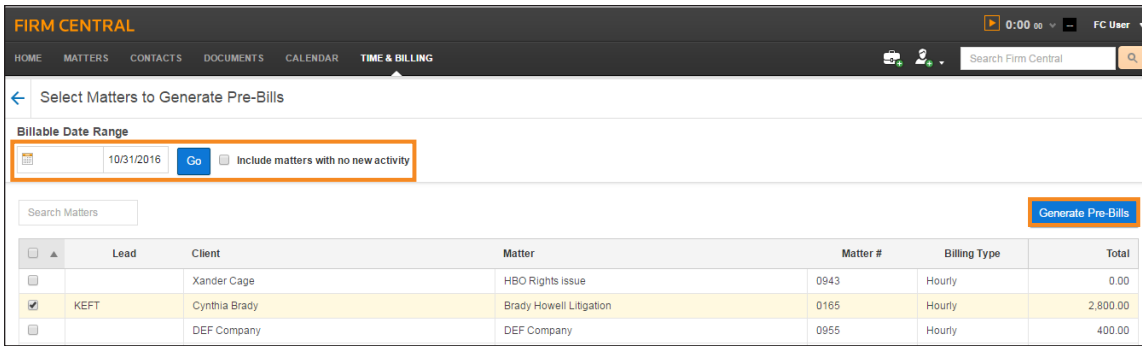 FIRM CENTRAL 0:00 00 FC User
HOME MATTERS CONTACTS DOCUMENTS CALENDAR TIME & BILLING Search Firm Central
Select Matters to Generate Pre-Bills
Billable Date Range
10/31/2016 Go Include matters with no new activity
Search Matters Generate Pre-Bills
Lead Client Matter Matter # Billing Type Total
Xander Cage HBO Rights issue 0943 Hourly 0.00
KEFT Cynthia Brady Brady Howell Litigation 0165 Hourly 2,800.00
DEF Company DEF Company 0955 Hourly 400.00